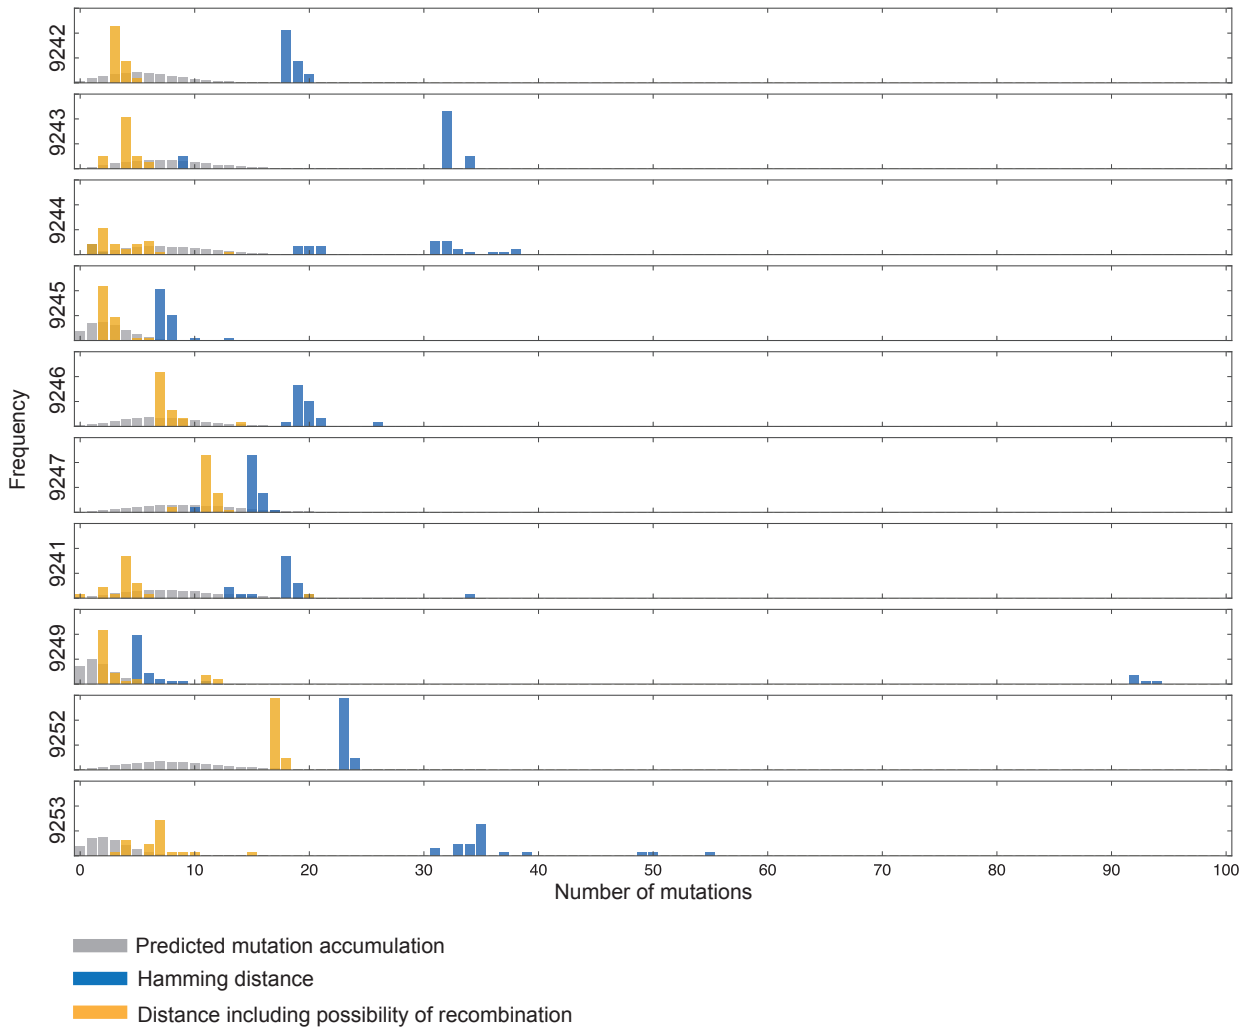 Frequency
9242
9243
9244
9245
9246
9247
9241
9249
9252
9253
0 10 20 30 40 50 60 70 80 90 100
Number of mutations
Predicted mutation accumulation
Hamming distance
Distance including possibility of recombination